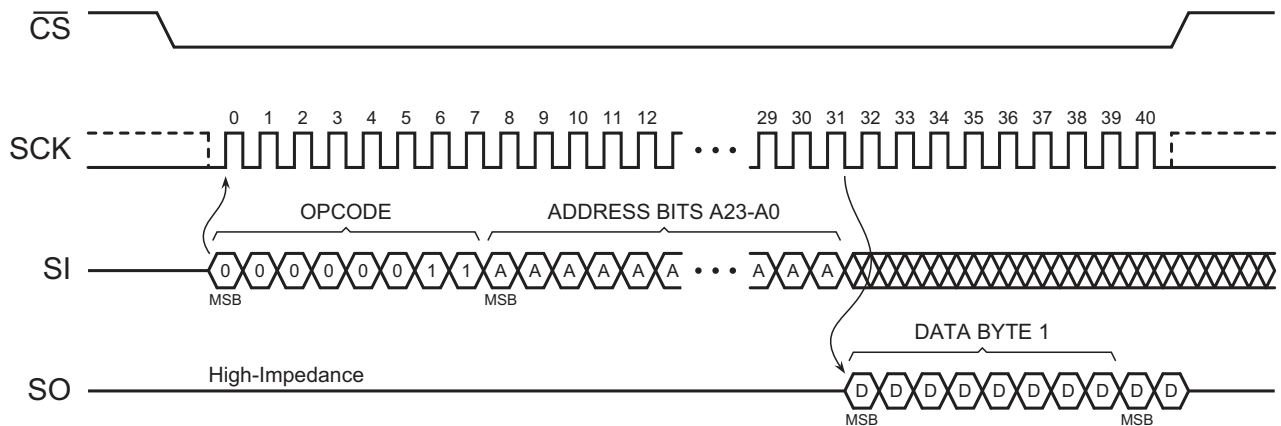 CS
0 1 2 3 4 5 6 7 8 9 10 11 12 29 30 31 32 33 34 35 36 37 38 39 40
SCK • • •
OPCODE ADDRESS BITS A23-A0
SI 0 0 0 0 0 0 1 1 A A A A A A • • • A A A
MSB MSB
DATA BYTE 1
High-Impedance
SO D D D D D D D D D D
MSB MSB